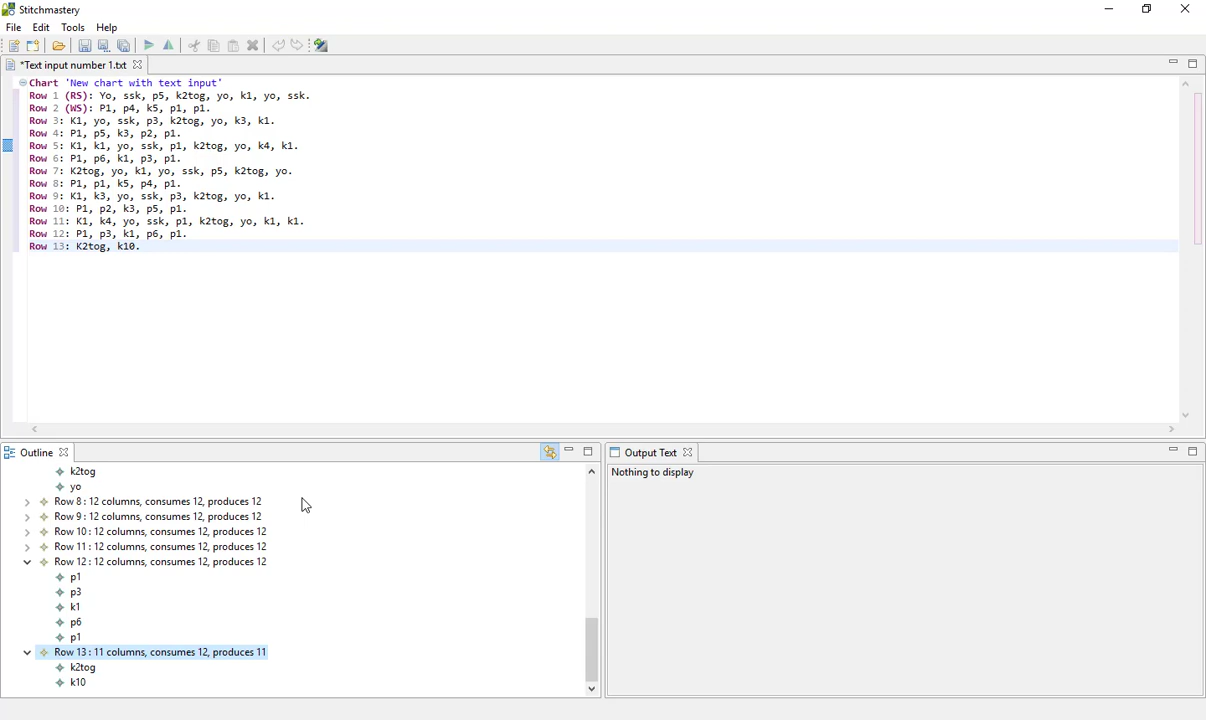 Stitchmastery
File Edit Tools Help
*Text input number 1.txt
Chart 'New chart with text input'
Row 1 (RS): Yo, ssk, p5, k2tog, yo, k1, yo, ssk.
Row 2 (WS): P1, p4, k5, p1, p1.
Row 3: K1, yo, ssk, p3, k2tog, yo, k3, k1.
Row 4: P1, p5, k3, p2, p1.
Row 5: K1, k1, yo, ssk, p1, k2tog, yo, k4, k1.
Row 6: P1, p6, k1, p3, p1.
Row 7: K2tog, yo, k1, yo, ssk, p5, k2tog, yo.
Row 8: P1, p1, k5, p4, p1.
Row 9: K1, k3, yo, ssk, p3, k2tog, yo, k1.
Row 10: P1, p2, k3, p5, p1.
Row 11: K1, k4, yo, ssk, p1, k2tog, yo, k1, k1.
Row 12: P1, p3, k1, p6, p1.
Row 13: K2tog, k10.
Outline
k2tog
yo
Row 8 : 12 columns, consumes 12, produces 12
Row 9 : 12 columns, consumes 12, produces 12
Row 10 : 12 columns, consumes 12, produces 12
Row 11 : 12 columns, consumes 12, produces 12
Row 12 : 12 columns, consumes 12, produces 12
p1
p3
k1
p6
p1
Row 13 : 11 columns, consumes 12, produces 11
k2tog
k10
Output Text
Nothing to display